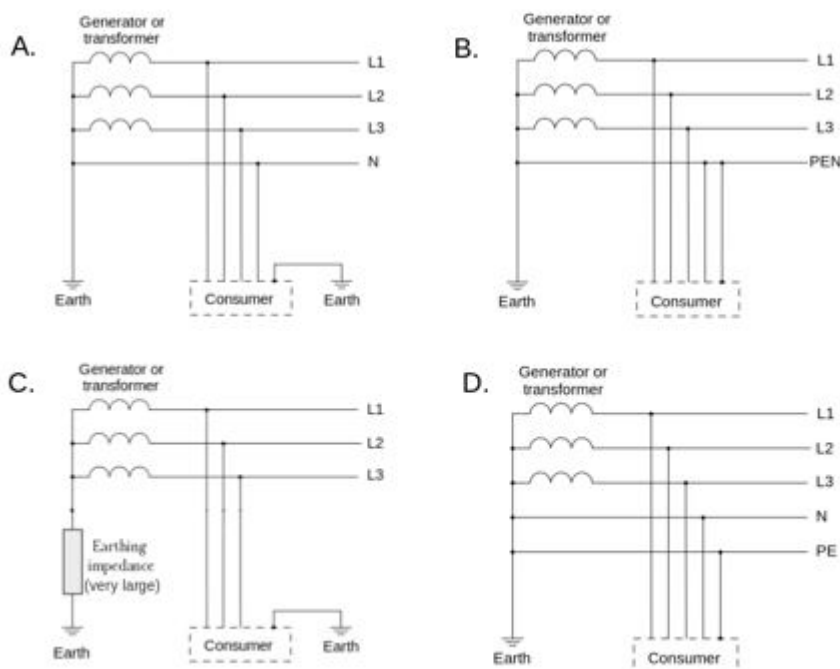 A.
Generator or
transformer
L1
L2
L3
N
Earth
Consumer
Earth
B.
Generator or
transformer
L1
L2
L3
PEN
Earth
Consumer
C.
Generator or
transformer
L1
L2
L3
Earthing
impedance
(very large)
Earth
Consumer
Earth
D.
Generator or
transformer
L1
L2
L3
N
PE
Earth
Consumer